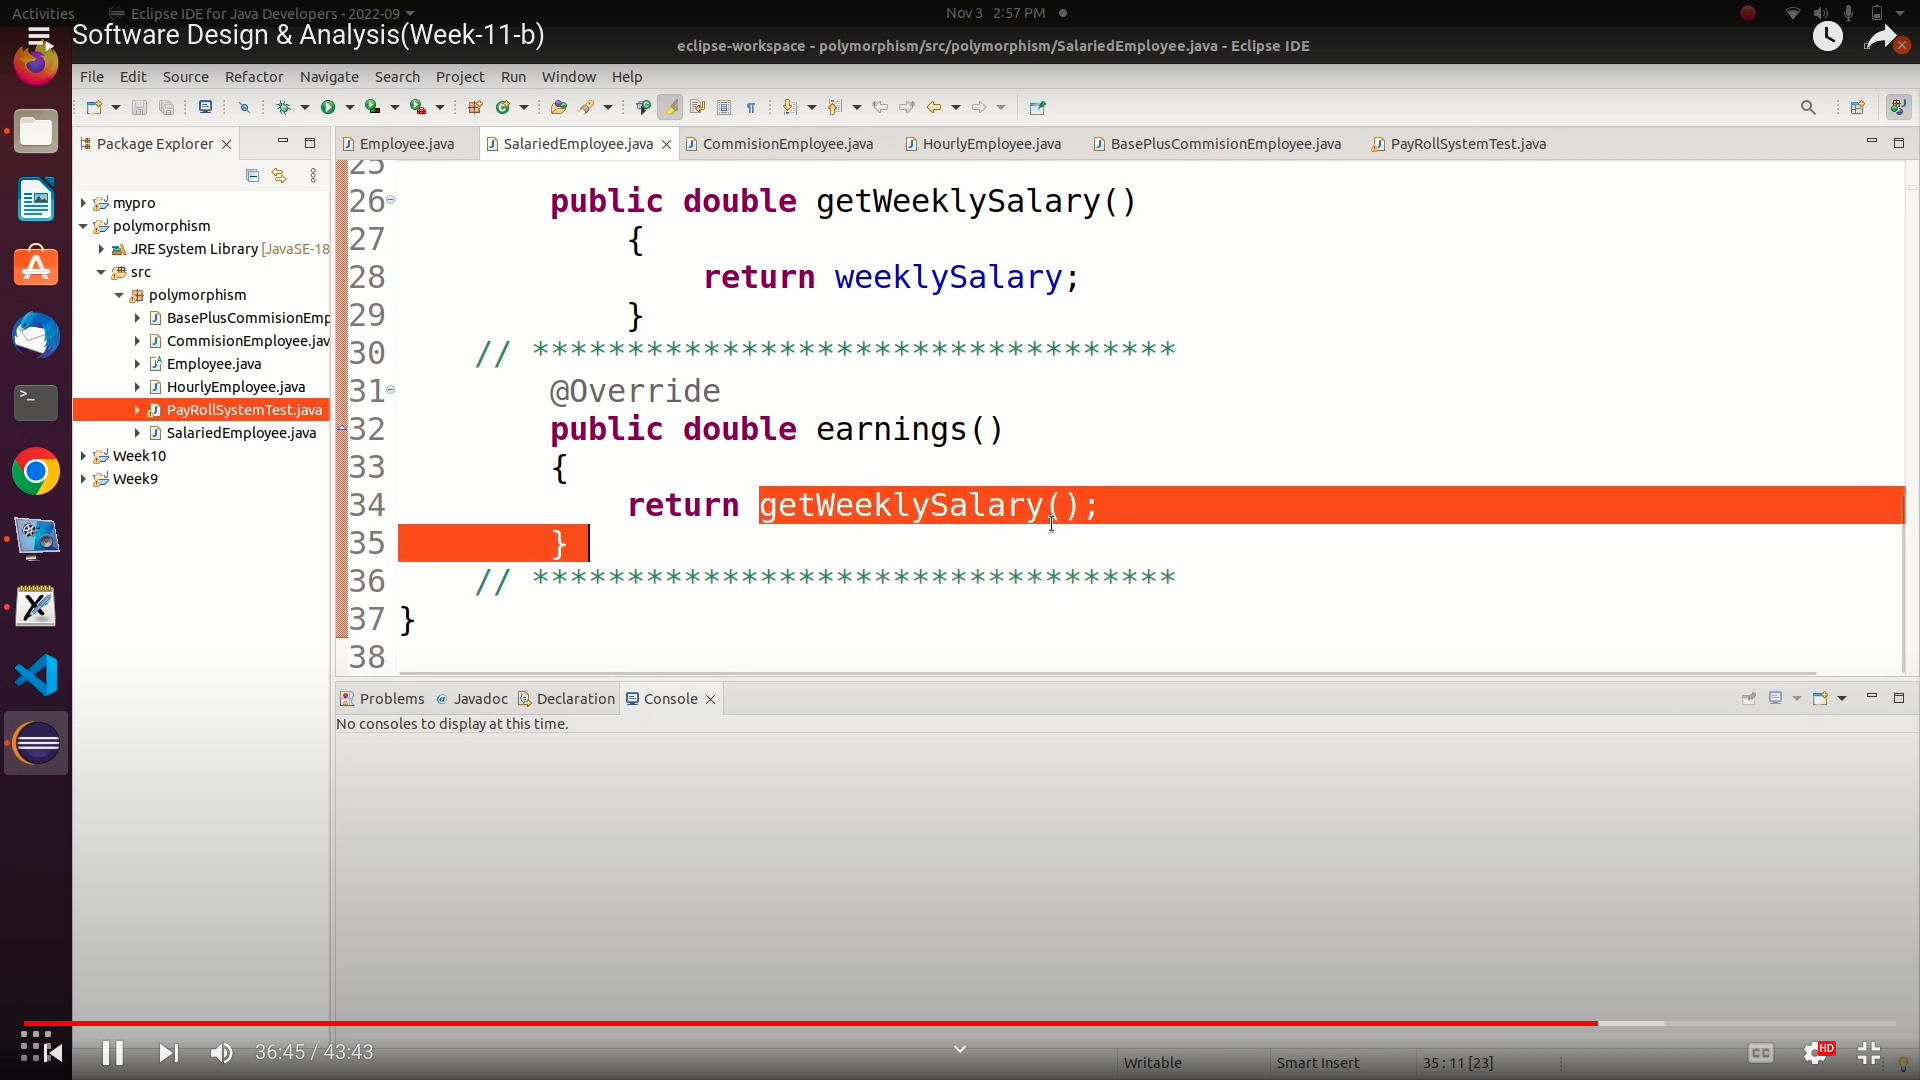 Activities
Eclipse IDE for Java Developers - 2022-09
Nov 3 2:57 PM
Software Design & Analysis(Week-11-b)
eclipse-workspace - polymorphism/src/polymorphism/SalariedEmployee.java - Eclipse IDE
File Edit Source Refactor Navigate Search Project Run Window Help
Package Explorer
Employee.java
SalariedEmployee.java
CommisionEmployee.java
HourlyEmployee.java
BasePlusCommisionEmployee.java
PayRollSystemTest.java
mypro
polymorphism
JRE System Library [JavaSE-18
src
polymorphism
BasePlusCommisionEmp
CommisionEmployee.jav
Employee.java
HourlyEmployee.java
PayRollSystemTest.java
SalariedEmployee.java
Week10
Week9
25
26 public double getWeeklySalary()
27 {
28 return weeklySalary;
29 }
30 // **********************************
31 @Override
32 public double earnings()
33 {
34 return getWeeklySalary();
35 }
36 // **********************************
37 }
38
Problems Javadoc Declaration Console
No consoles to display at this time.
36:45 / 43:43
CC
HD
Writable
Smart Insert
35 : 11 [23]